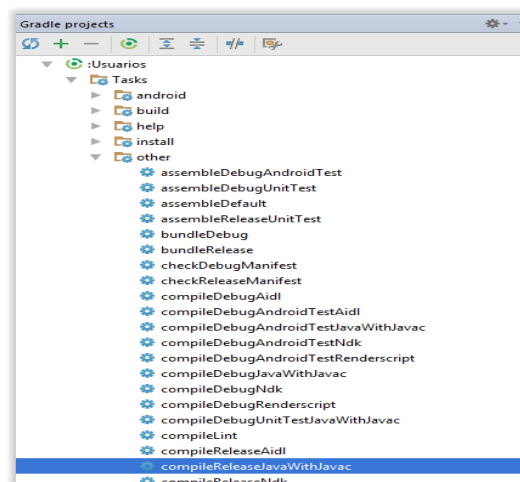 Gradle projects
:Usuarios
Tasks
android
build
help
install
other
assembleDebugAndroidTest
assembleDebugUnitTest
assembleDefault
assembleReleaseUnitTest
bundleDebug
bundleRelease
checkDebugManifest
checkReleaseManifest
compileDebugAidl
compileDebugAndroidTestAidl
compileDebugAndroidTestJavaWithJavac
compileDebugAndroidTestNdk
compileDebugAndroidTestRenderscript
compileDebugJavaWithJavac
compileDebugNdk
compileDebugRenderscript
compileDebugUnitTestJavaWithJavac
compileLint
compileReleaseAidl
compileReleaseJavaWithJavac
compileReleaseNdk